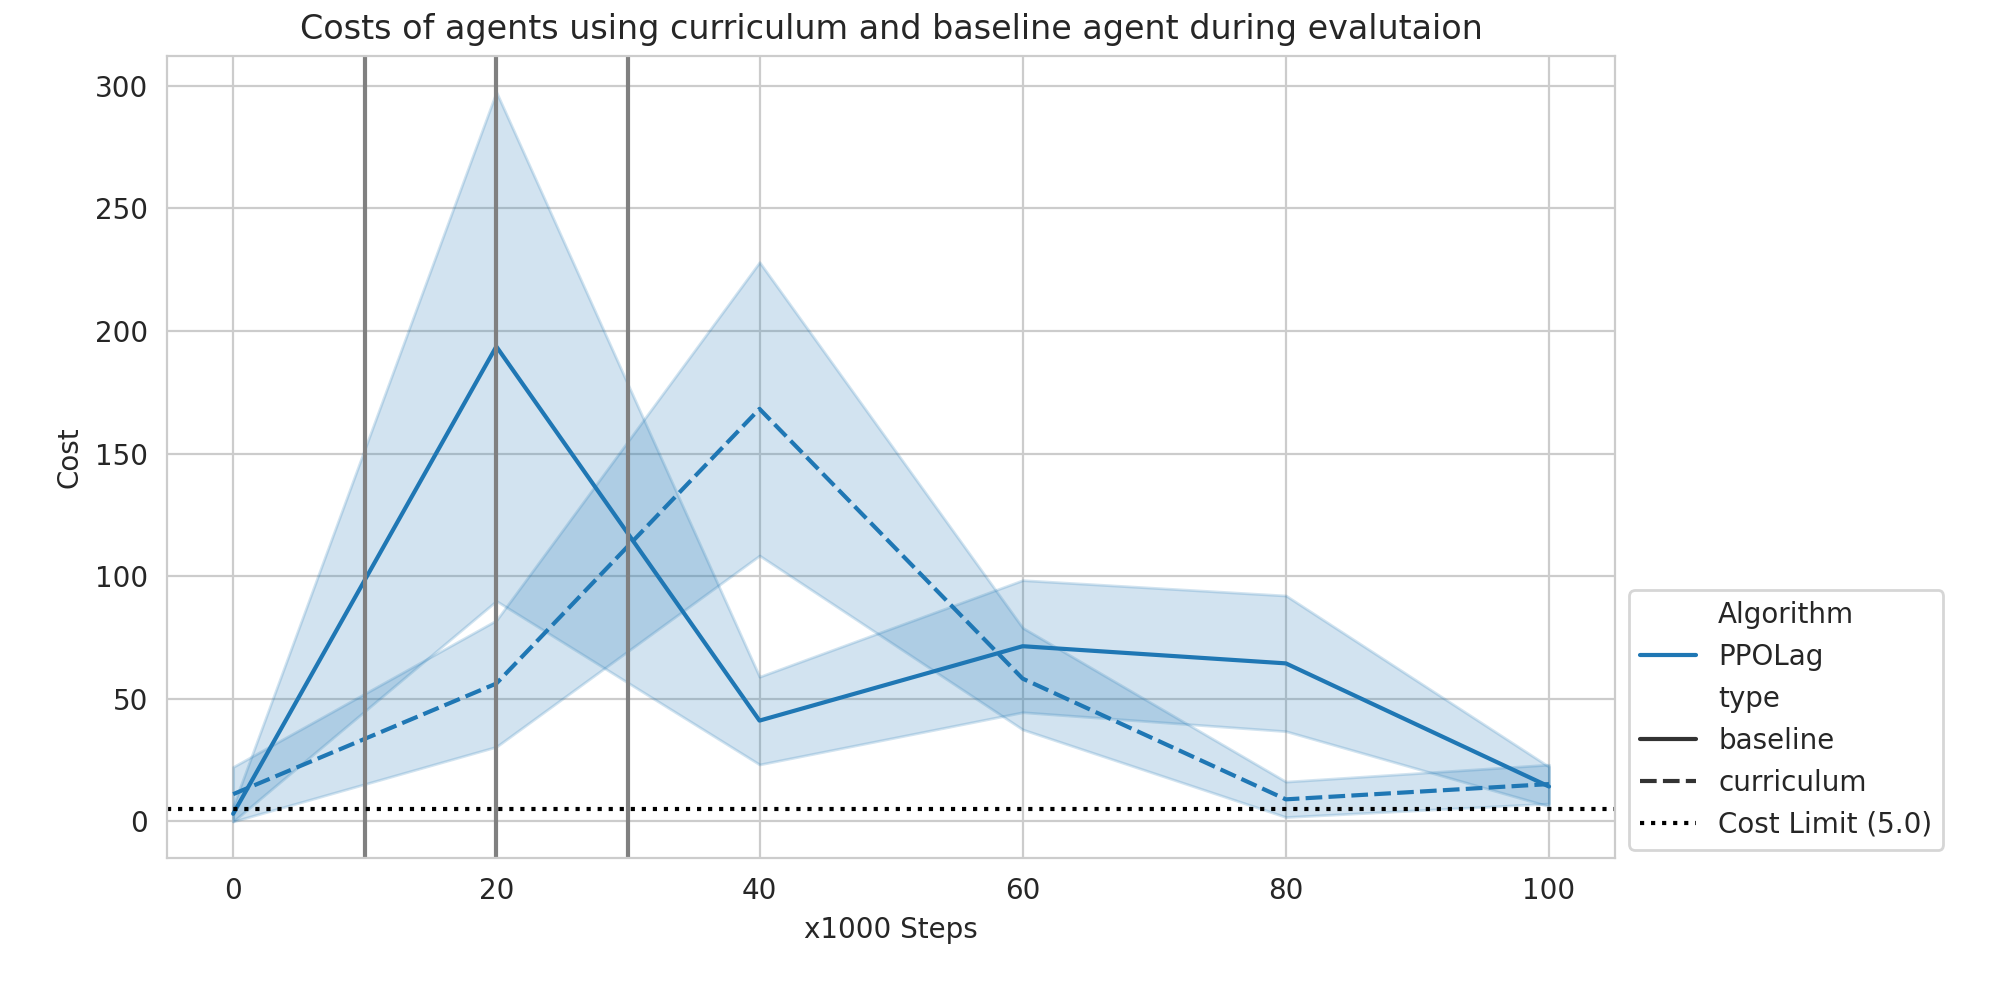 Costs of agents using curriculum and baseline agent during evalutaion
300
250
200
150
100
50
0
Cost
0 20 40 60 80 100
x1000 Steps
Algorithm
PPOLag
type
baseline
curriculum
Cost Limit (5.0)